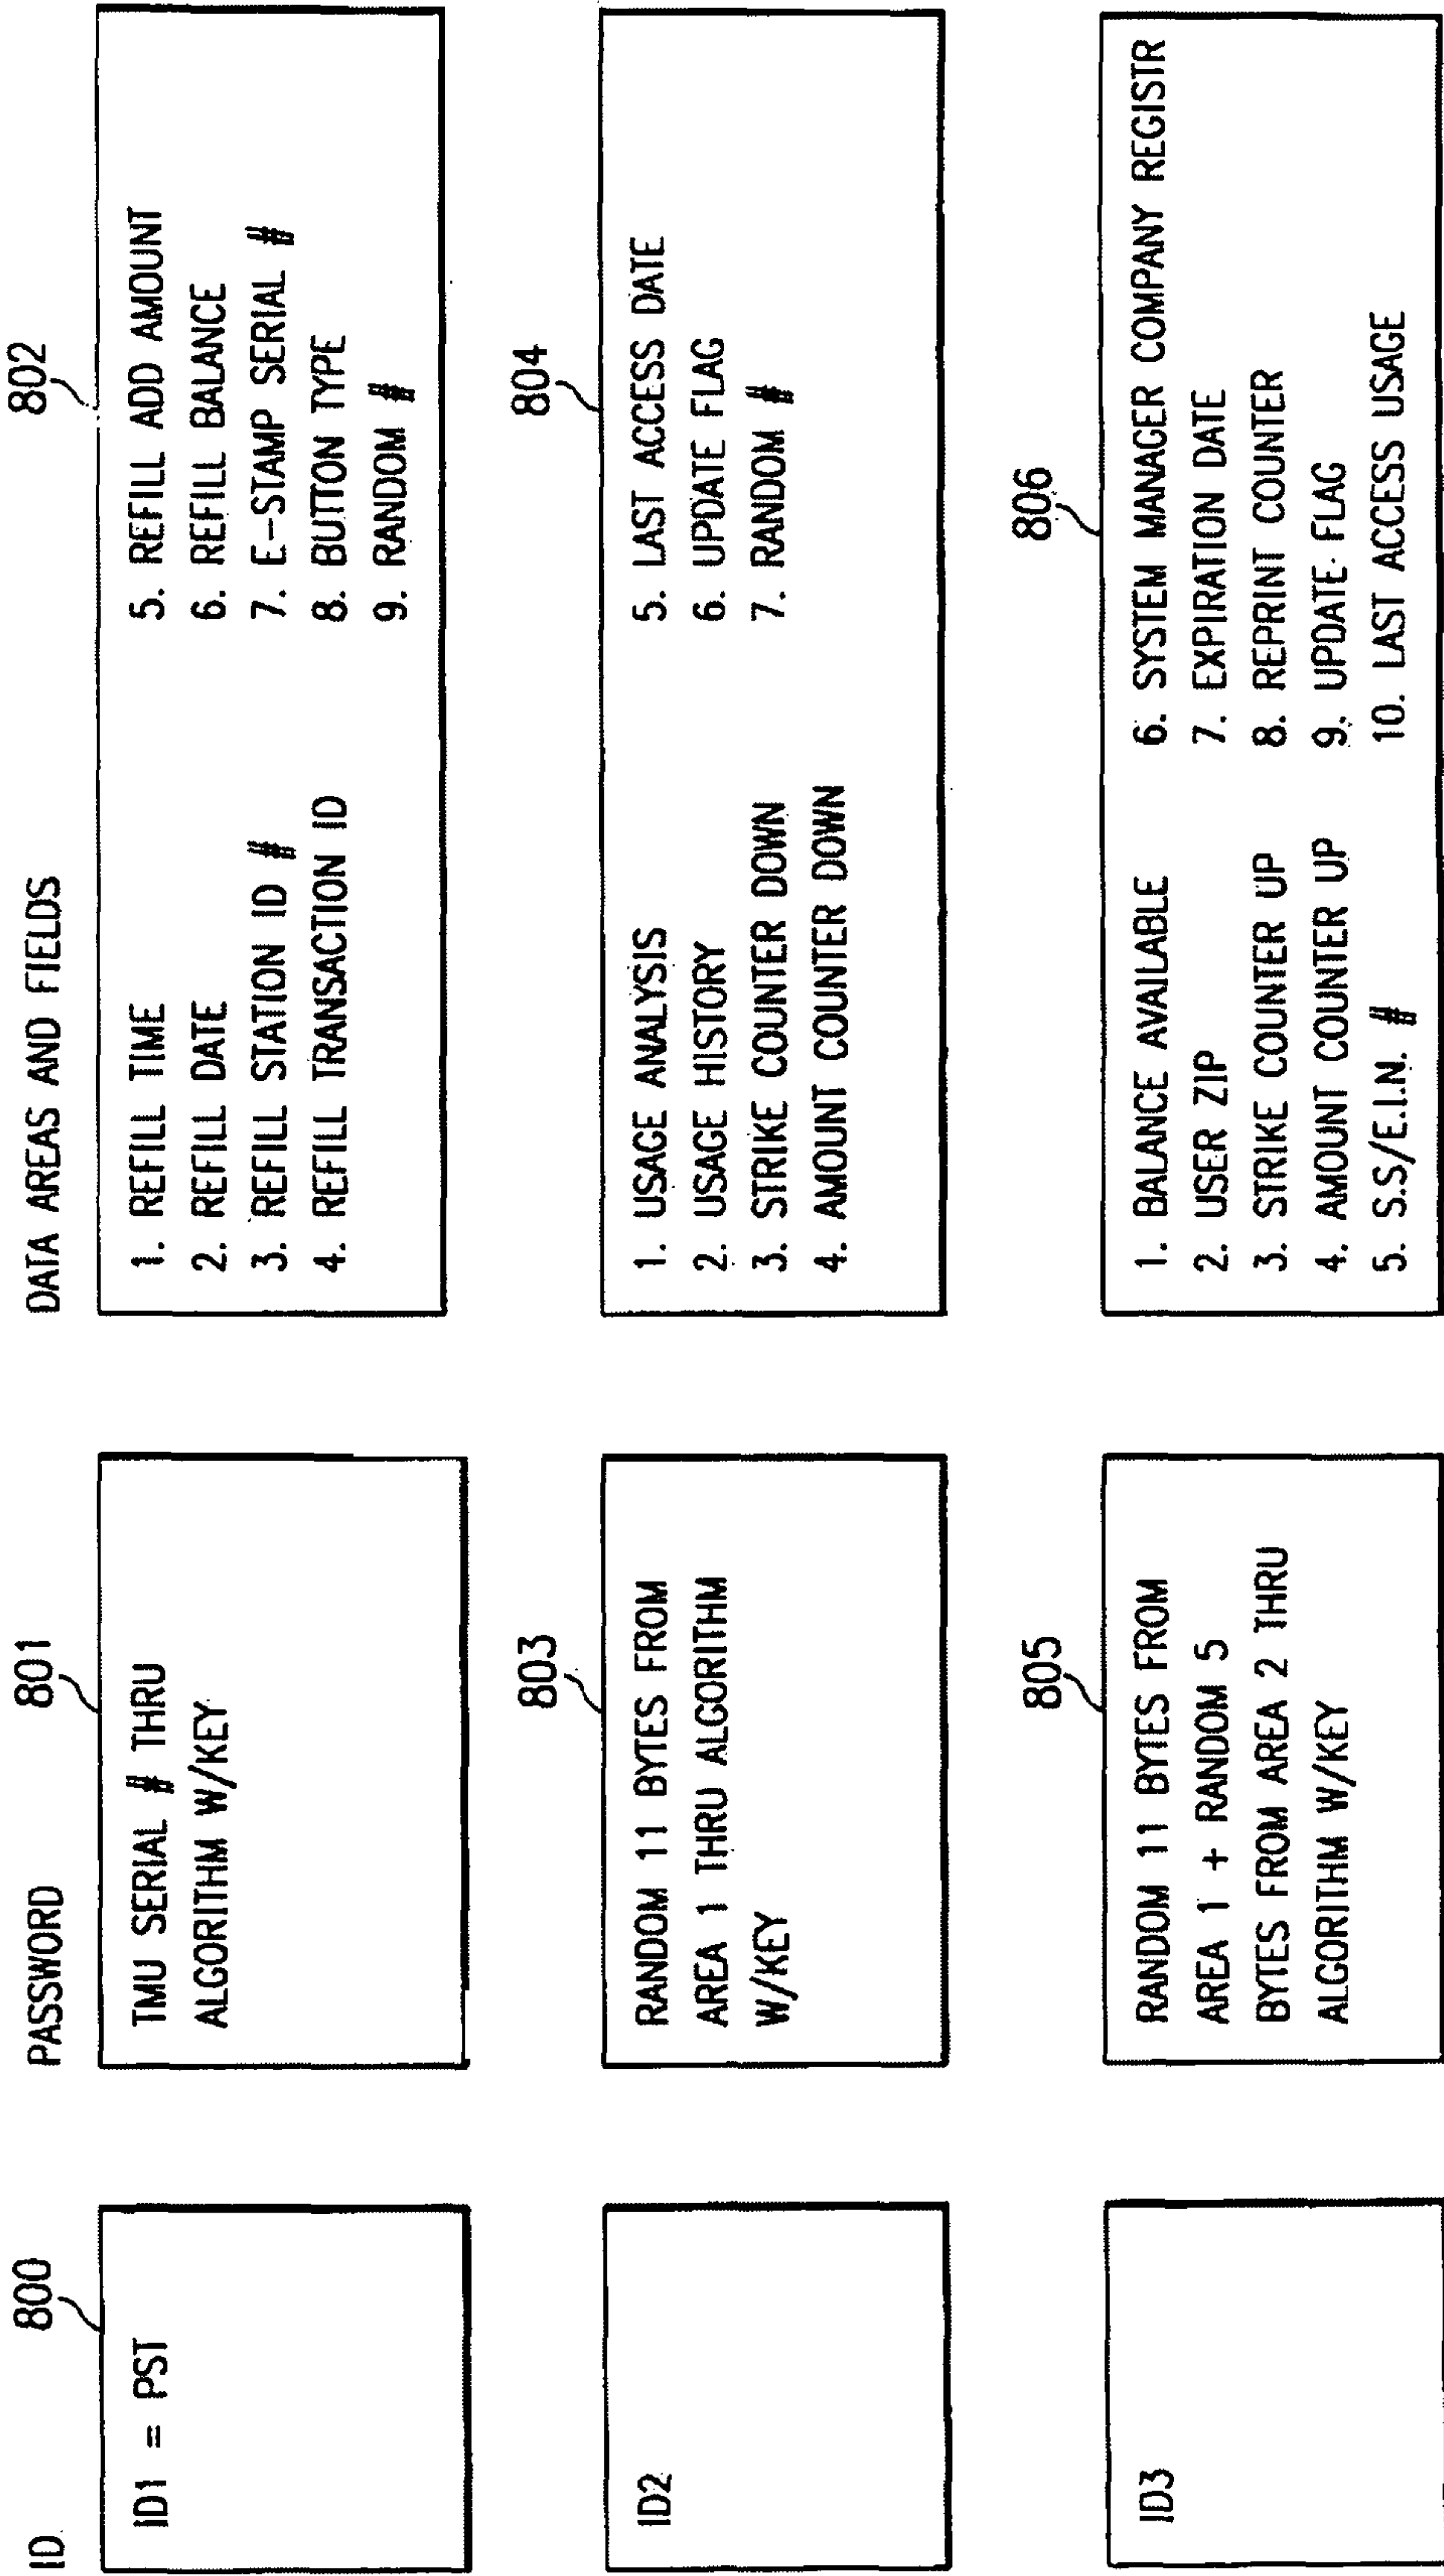 ID
PASSWORD
DATA AREAS AND FIELDS
800
ID1 = PST
801
TMU SERIAL # THRU
ALGORITHM W/KEY
802
1. REFILL TIME
2. REFILL DATE
3. REFILL STATION ID #
4. REFILL TRANSACTION ID
5. REFILL ADD AMOUNT
6. REFILL BALANCE
7. E-STAMP SERIAL #
8. BUTTON TYPE
9. RANDOM #
ID2
803
RANDOM 11 BYTES FROM
AREA 1 THRU ALGORITHM
W/KEY
804
1. USAGE ANALYSIS
2. USAGE HISTORY
3. STRIKE COUNTER DOWN
4. AMOUNT COUNTER DOWN
5. LAST ACCESS DATE
6. UPDATE FLAG
7. RANDOM #
ID3
805
RANDOM 11 BYTES FROM
AREA 1 + RANDOM 5
BYTES FROM AREA 2 THRU
ALGORITHM W/KEY
806
1. BALANCE AVAILABLE
2. USER ZIP
3. STRIKE COUNTER UP
4. AMOUNT COUNTER UP
5. S.S/E.I.N. #
6. SYSTEM MANAGER COMPANY REGISTR
7. EXPIRATION DATE
8. REPRINT COUNTER
9. UPDATE FLAG
10. LAST ACCESS USAGE